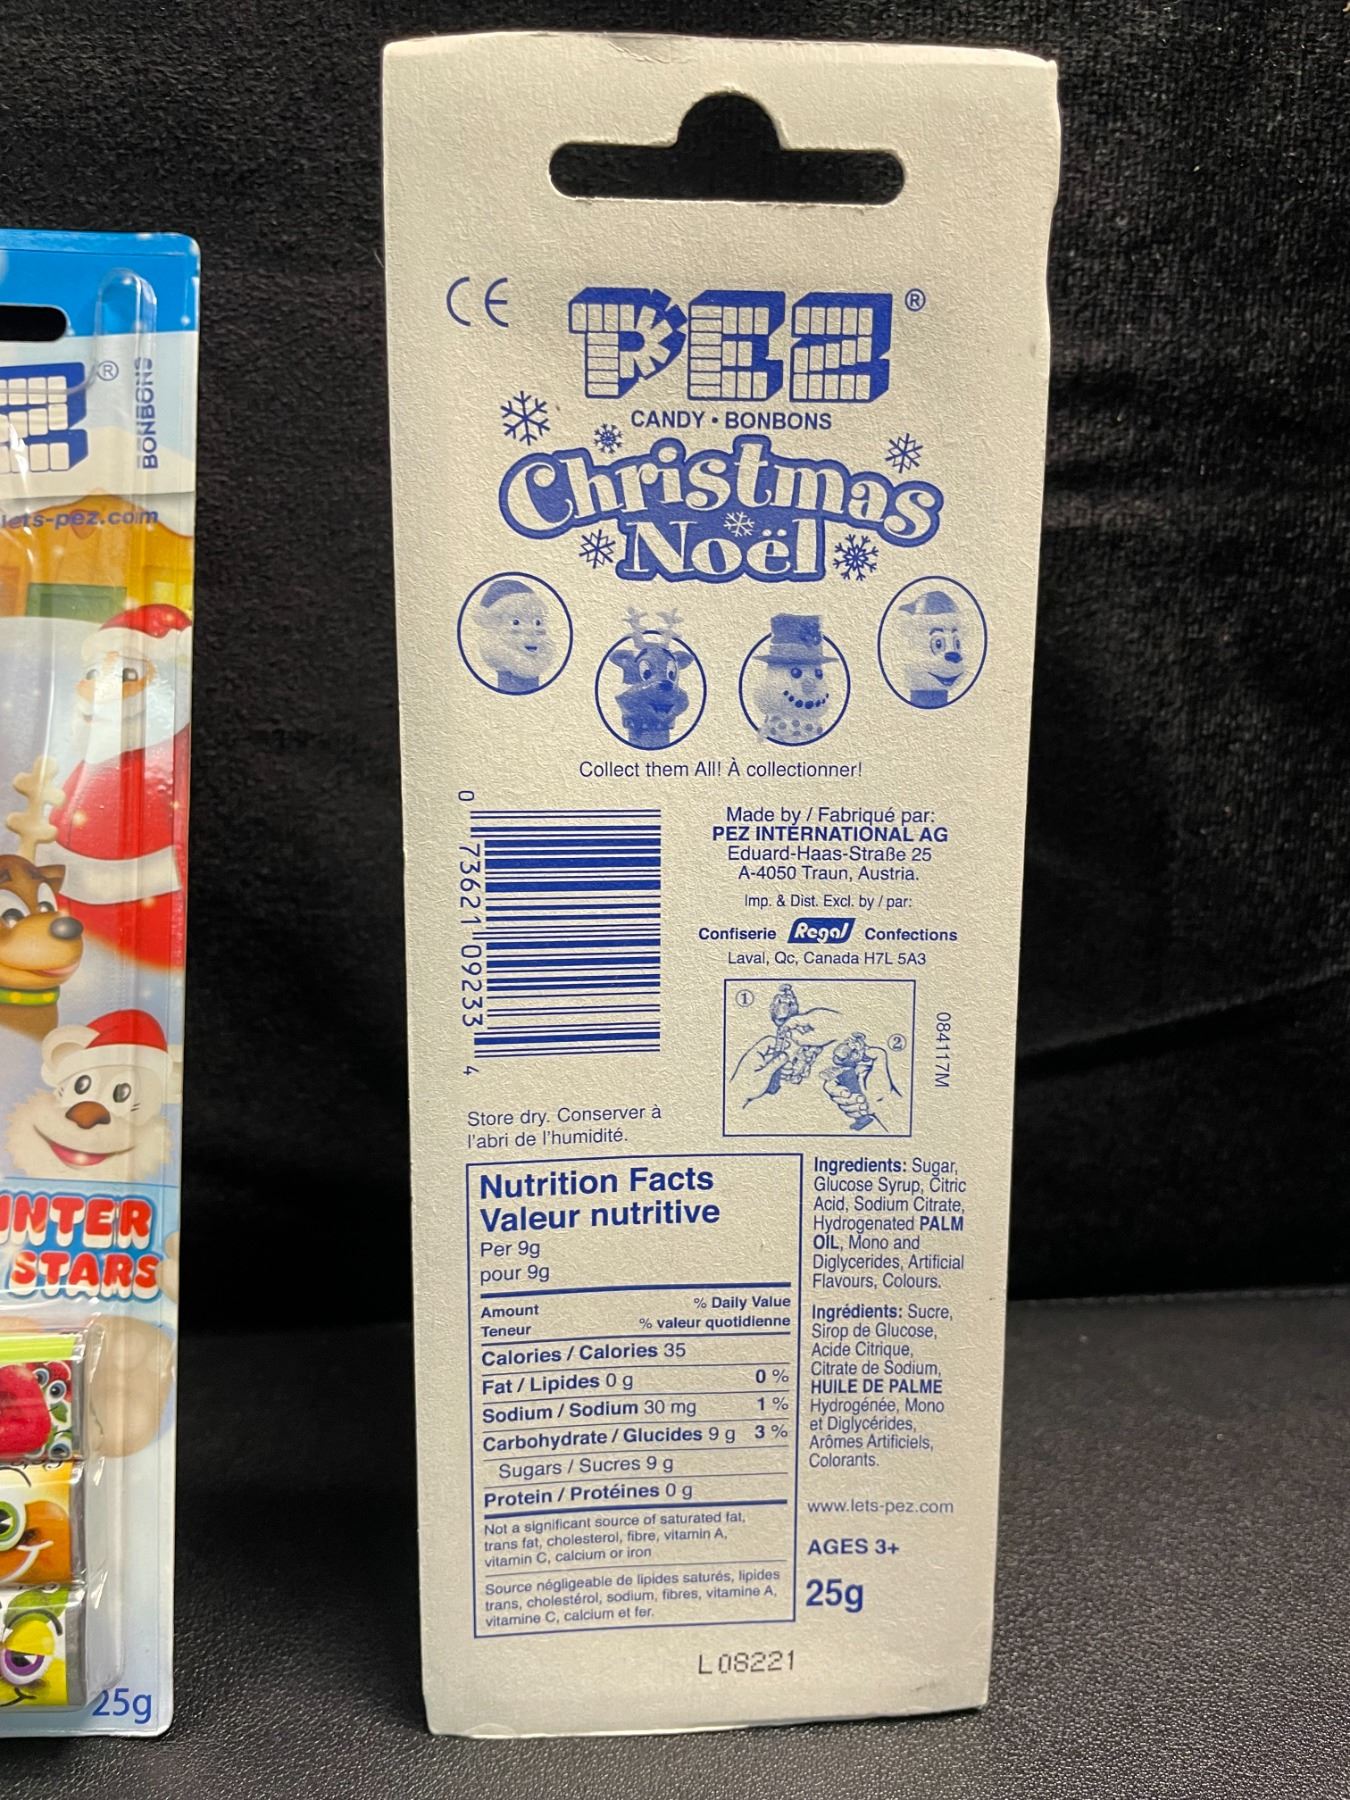 BONBONS
®
lets-pez.com
WINTER
STARS
25g
CE
PEZ®
CANDY • BONBONS
Christmas
Noël
Collect them All! À collectionner!
0 73621 09233 4
Made by / Fabriqué par:
PEZ INTERNATIONAL AG
Eduard-Haas-Straße 25
A-4050 Traun, Austria.
Imp. & Dist. Excl. by / par:
Confiserie Regal Confections
Laval, Qc, Canada H7L 5A3
1
2
084117M
Store dry. Conserver à
l'abri de l'humidité.
Nutrition Facts
Valeur nutritive
Per 9g
pour 9g
Amount % Daily Value
Teneur % valeur quotidienne
Calories / Calories 35
Fat / Lipides 0 g 0 %
Sodium / Sodium 30 mg 1 %
Carbohydrate / Glucides 9 g 3 %
Sugars / Sucres 9 g
Protein / Protéines 0 g
Not a significant source of saturated fat,
trans fat, cholesterol, fibre, vitamin A,
vitamin C, calcium or iron
Source négligeable de lipides saturés, lipides
trans, cholestérol, sodium, fibres, vitamine A,
vitamine C, calcium et fer.
Ingredients: Sugar,
Glucose Syrup, Citric
Acid, Sodium Citrate,
Hydrogenated PALM
OIL, Mono and
Diglycerides, Artificial
Flavours, Colours.
Ingrédients: Sucre,
Sirop de Glucose,
Acide Citrique,
Citrate de Sodium,
HUILE DE PALME
Hydrogénée, Mono
et Diglycérides,
Arômes Artificiels,
Colorants.
www.lets-pez.com
AGES 3+
25g
L08221